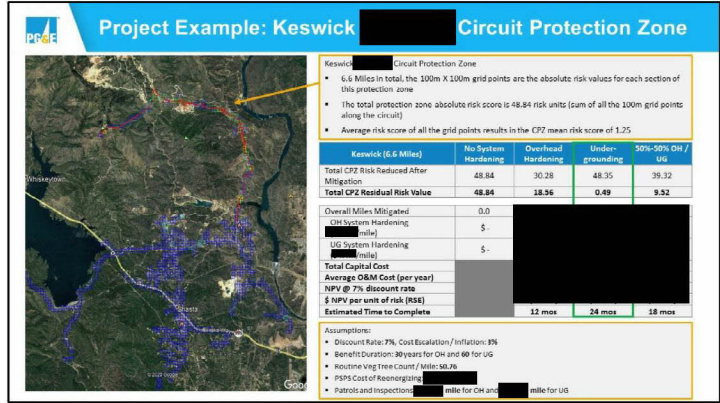 PG&E
Project Example: Keswick Circuit Protection Zone
Keswick Circuit Protection Zone
6.6 Miles in total, the 100m X 100m grid points are the absolute risk values for each section of
this protection zone
The total protection zone absolute risk score is 48.84 risk units (sum of all the 100m grid points
along the circuit)
Average risk score of all the grid points results in the CPZ mean risk score of 1.25
Keswick (6.6 Miles) No System Hardening Overhead Hardening Under-grounding 50%-50% OH / UG
Total CPZ Risk Reduced After Mitigation 48.84 30.28 48.35 39.32
Total CPZ Residual Risk Value 48.84 18.56 0.49 9.52
Overall Miles Mitigated 0.0
OH System Hardening /mile) $ -
UG System Hardening /mile) $ -
Total Capital Cost
Average O&M Cost (per year)
NPV @ 7% discount rate
$ NPV per unit of risk (RSE)
Estimated Time to Complete 12 mos 24 mos 18 mos
Assumptions:
Discount Rate: 7%, Cost Escalation / Inflation: 3%
Benefit Duration: 30 years for OH and 60 for UG
Routine Veg Tree Count / Mile: 50.76
PSPS Cost of Reenergizing:
Patrols and Inspections mile for OH and mile for UG
Whiskeytown
Shasta
Goo